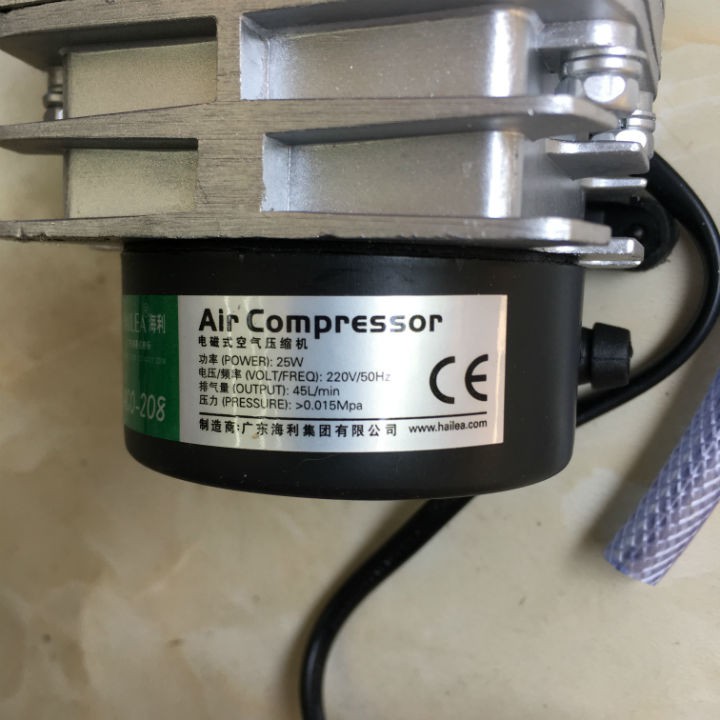 HAILEA® 海利
Air Compressor
电磁式空气压缩机
功率 (POWER): 25W
电压/频率 (VOLT/FREQ): 220V/50Hz
排气量 (OUTPUT): 45L/min
压力 (PRESSURE): >0.015Mpa
制造商:广东海利集团有限公司 www.hailea.com
CE
-208